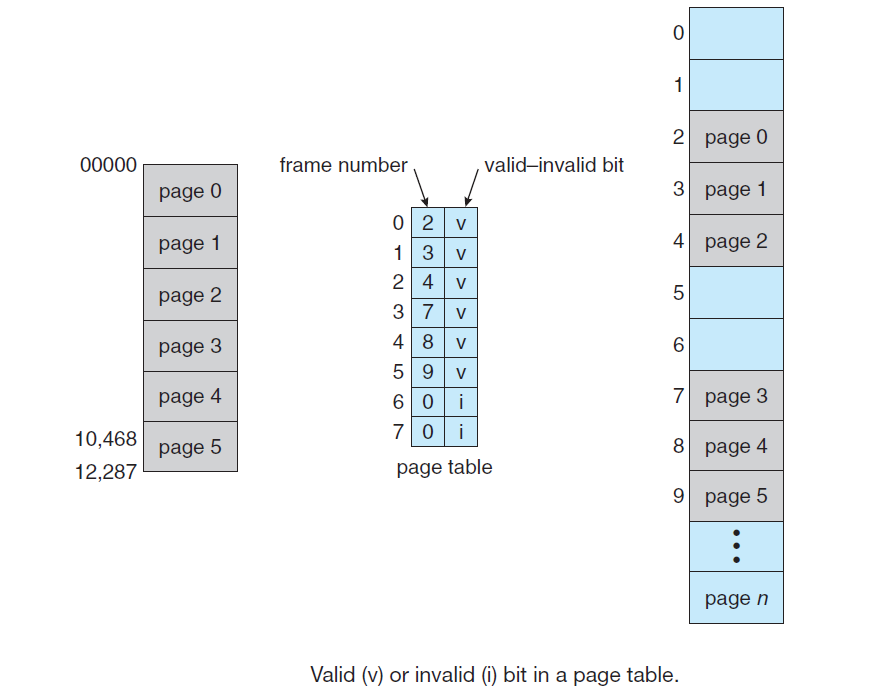 00000
page 0
page 1
page 2
page 3
page 4
10,468
page 5
12,287
frame number
valid–invalid bit
0 2 v
1 3 v
2 4 v
3 7 v
4 8 v
5 9 v
6 0 i
7 0 i
page table
0
1
2 page 0
3 page 1
4 page 2
5
6
7 page 3
8 page 4
9 page 5
page n
Valid (v) or invalid (i) bit in a page table.